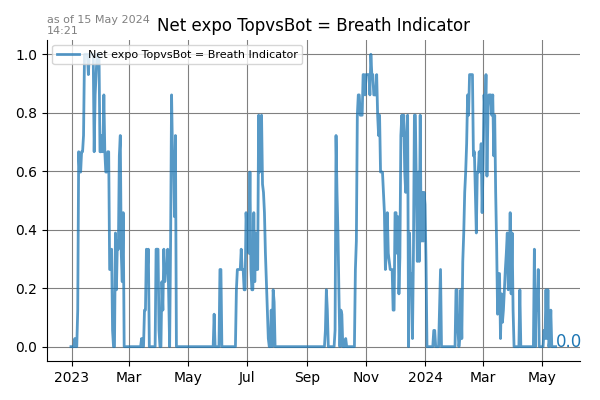 as of 15 May 2024
14:21
Net expo TopvsBot = Breath Indicator
Net expo TopvsBot = Breath Indicator
1.0
0.8
0.6
0.4
0.2
0.0
0.0
2023 Mar May Jul Sep Nov 2024 Mar May